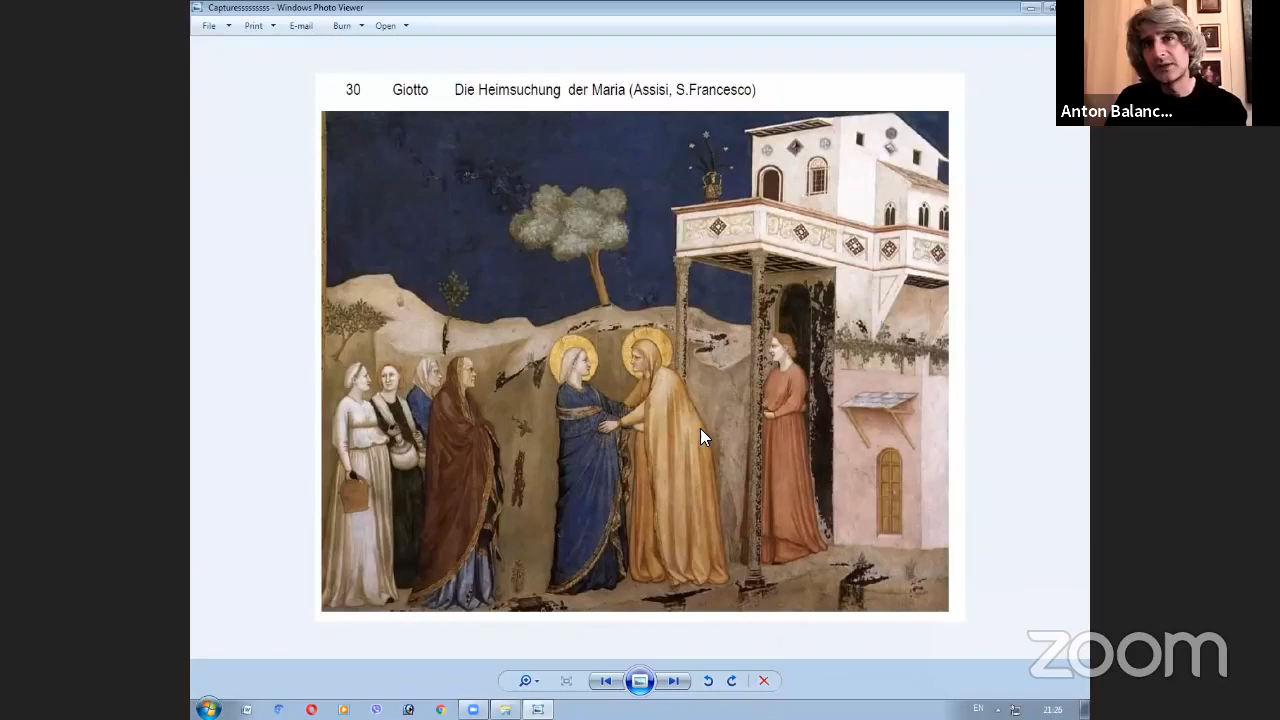 Capturesssssssss - Windows Photo Viewer
File Print E-mail Burn Open
30 Giotto Die Heimsuchung der Maria (Assisi, S.Francesco)
Anton Balanc...
zoom
EN 21:26